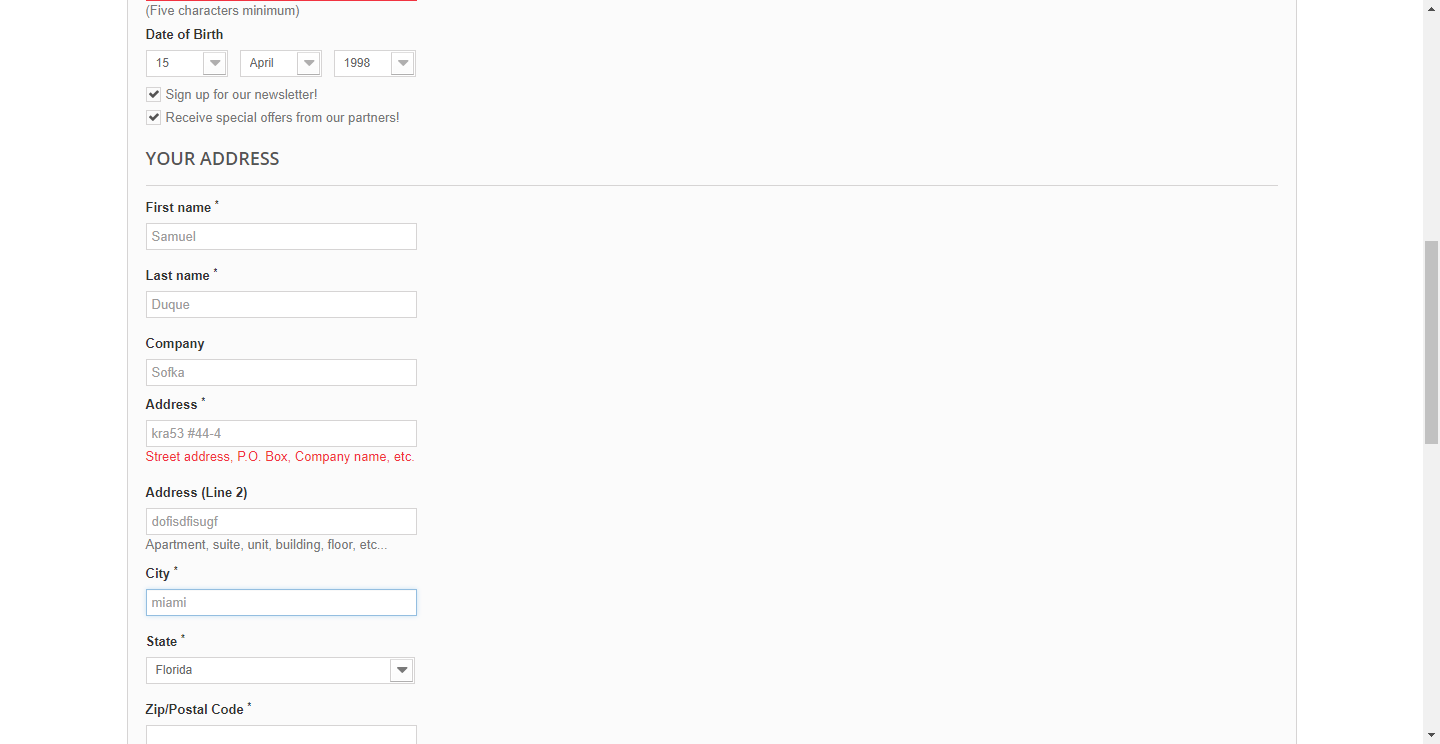 (Five characters minimum)
Date of Birth
15 April 1998
Sign up for our newsletter!
Receive special offers from our partners!
YOUR ADDRESS
First name *
Samuel
Last name *
Duque
Company
Sofka
Address *
kra53 #44-4
Street address, P.O. Box, Company name, etc.
Address (Line 2)
dofisdfisugf
Apartment, suite, unit, building, floor, etc...
City *
miami
State *
Florida
Zip/Postal Code *